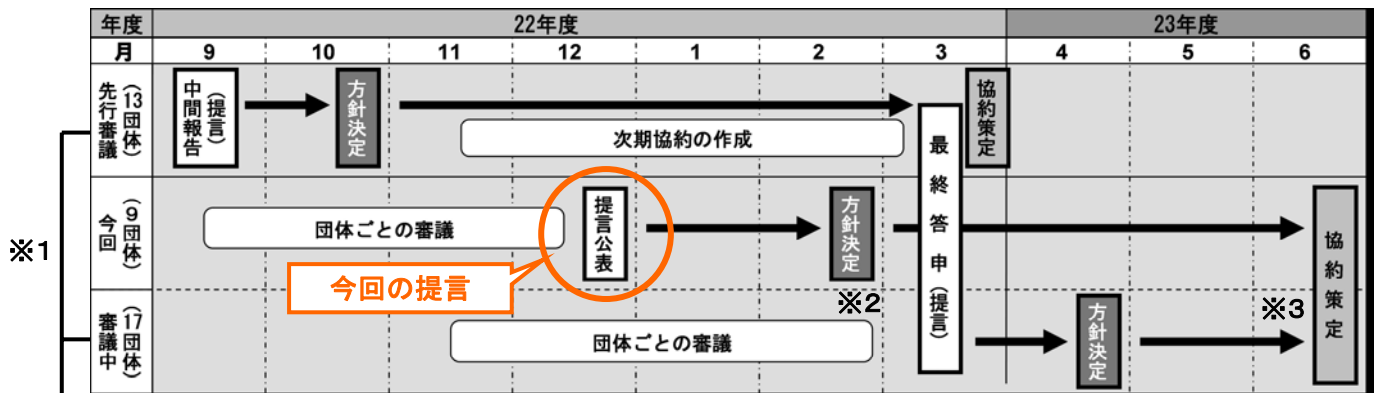 年度 22年度 23年度
月 9 10 11 12 1 2 3 4 5 6
先行審議（13団体）
中間報告（提言）
方針決定
次期協約の作成
最終答申（提言）
協約策定
※1
今回（9団体）
団体ごとの審議
提言公表
方針決定
※2
今回の提言
協約策定
審議中（17団体）
団体ごとの審議
方針決定
※3